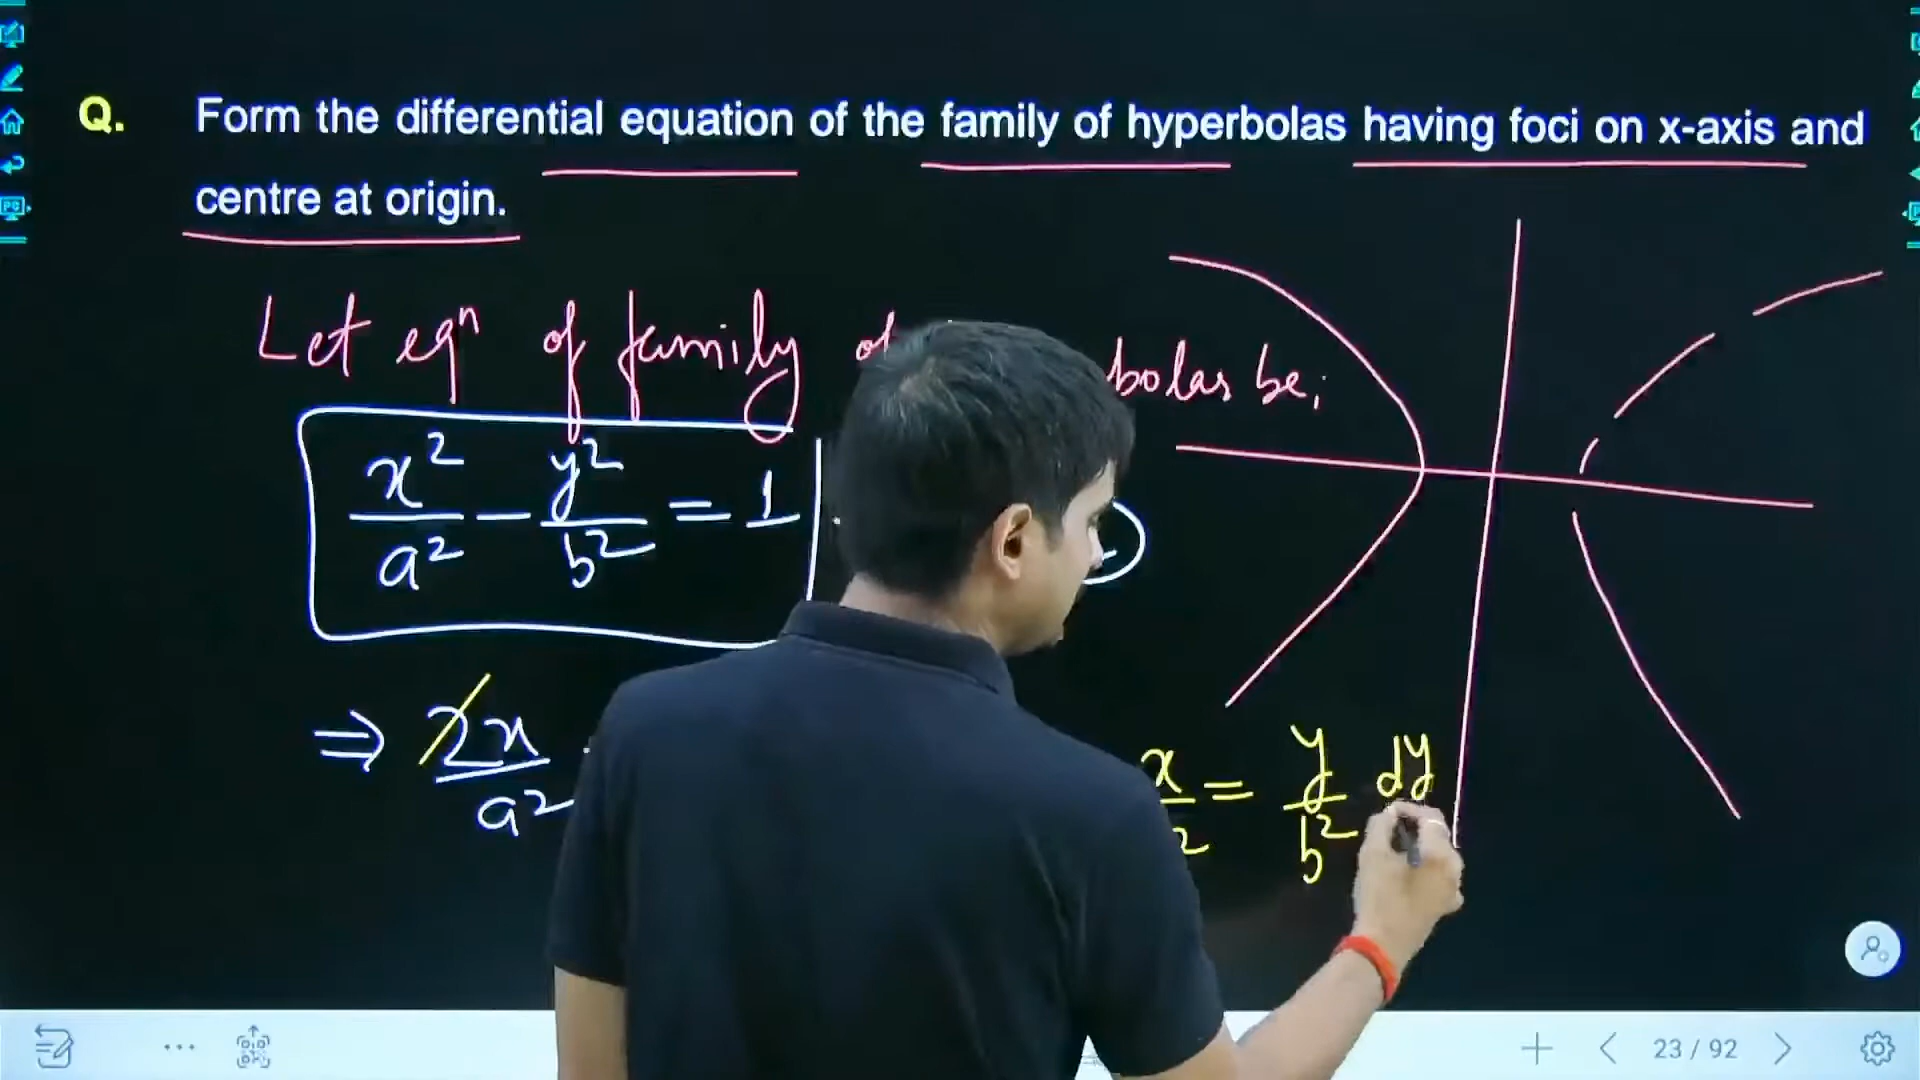 Q. Form the differential equation of the family of hyperbolas having foci on x-axis and
centre at origin.
Let eqⁿ of family bolas be;
x²/a² - y²/b² = 1
⇒ 2x/a²
x/2 = y/b² dy
23 / 92